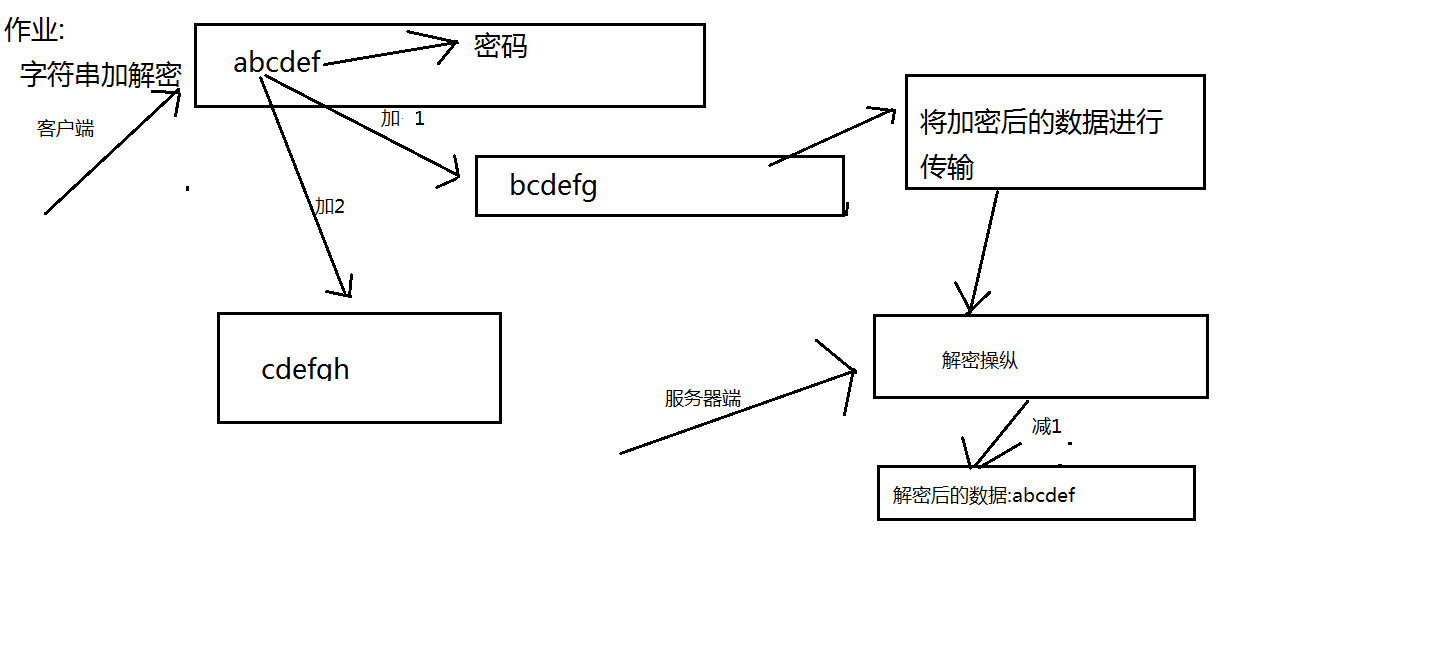 作业:
字符串加解密
abcdef
密码
客户端
加 1
将加密后的数据进行
传输
bcdefg
加2
cdefgh
解密操纵
服务器端
减1
解密后的数据:abcdef